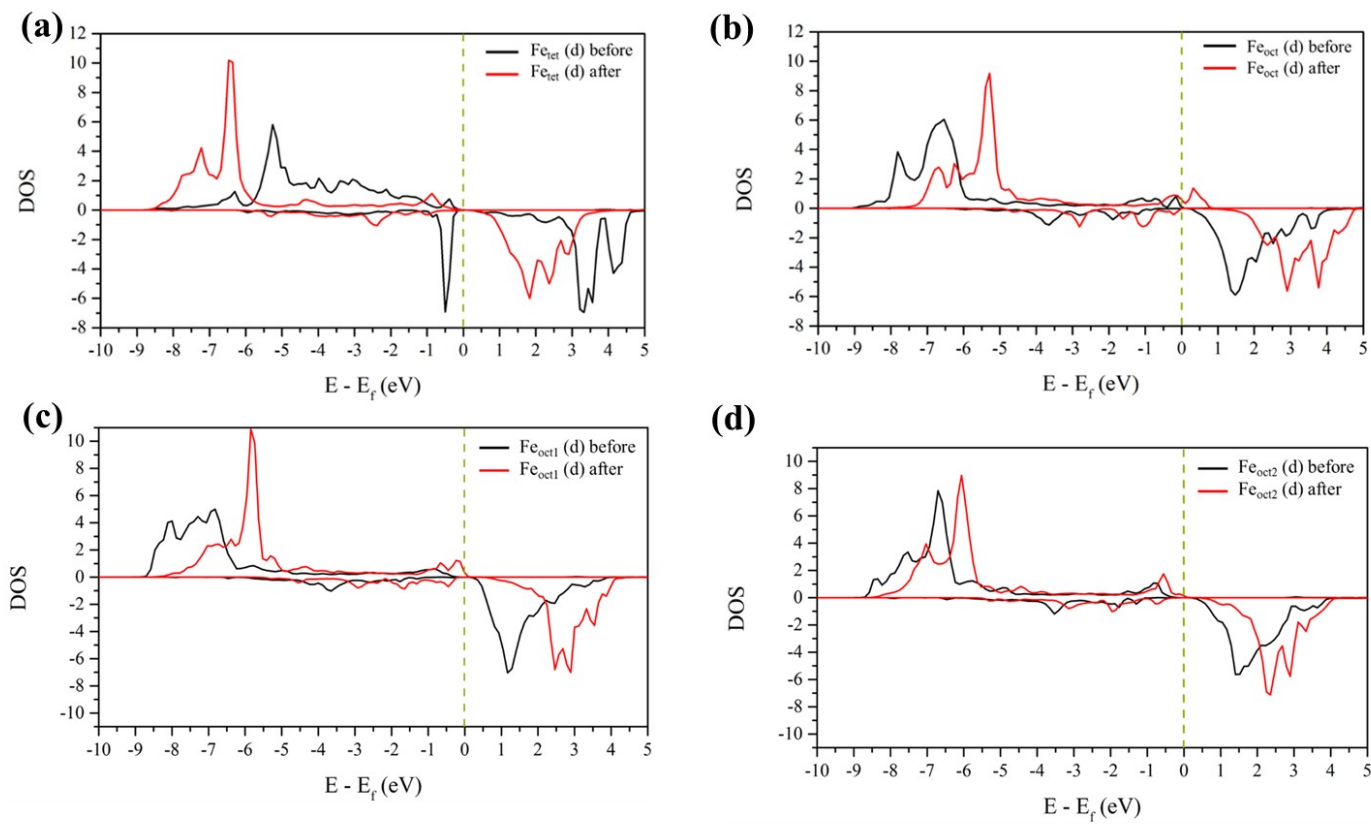 (a)
12
10
8
6
4
2
0
-2
-4
-6
-8
DOS
Fe_tet (d) before
Fe_tet (d) after
-10 -9 -8 -7 -6 -5 -4 -3 -2 -1 0 1 2 3 4 5
E - E_f (eV)
(b)
12
10
8
6
4
2
0
-2
-4
-6
-8
DOS
Fe_oct (d) before
Fe_oct (d) after
-10 -9 -8 -7 -6 -5 -4 -3 -2 -1 0 1 2 3 4 5
E - E_f (eV)
(c)
10
8
6
4
2
0
-2
-4
-6
-8
-10
DOS
Fe_oct1 (d) before
Fe_oct1 (d) after
-10 -9 -8 -7 -6 -5 -4 -3 -2 -1 0 1 2 3 4 5
E - E_f (eV)
(d)
10
8
6
4
2
0
-2
-4
-6
-8
-10
DOS
Fe_oct2 (d) before
Fe_oct2 (d) after
-10 -9 -8 -7 -6 -5 -4 -3 -2 -1 0 1 2 3 4 5
E - E_f (eV)